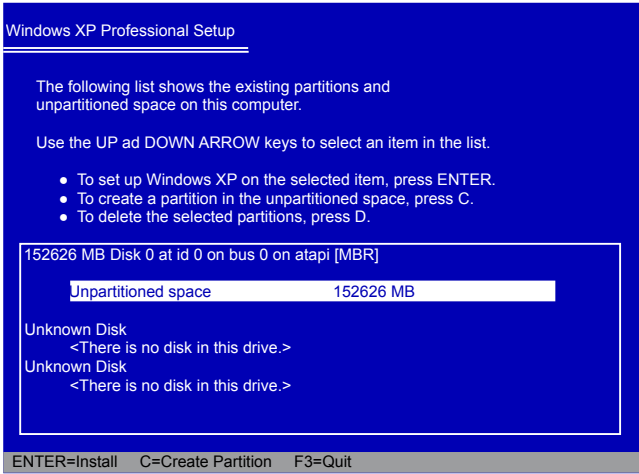 Windows XP Professional Setup
The following list shows the existing partitions and
unpartitioned space on this computer.
Use the UP ad DOWN ARROW keys to select an item in the list.
● To set up Windows XP on the selected item, press ENTER.
● To create a partition in the unpartitioned space, press C.
● To delete the selected partitions, press D.
152626 MB Disk 0 at id 0 on bus 0 on atapi [MBR]
Unpartitioned space 152626 MB
Unknown Disk
<There is no disk in this drive.>
Unknown Disk
<There is no disk in this drive.>
ENTER=Install C=Create Partition F3=Quit